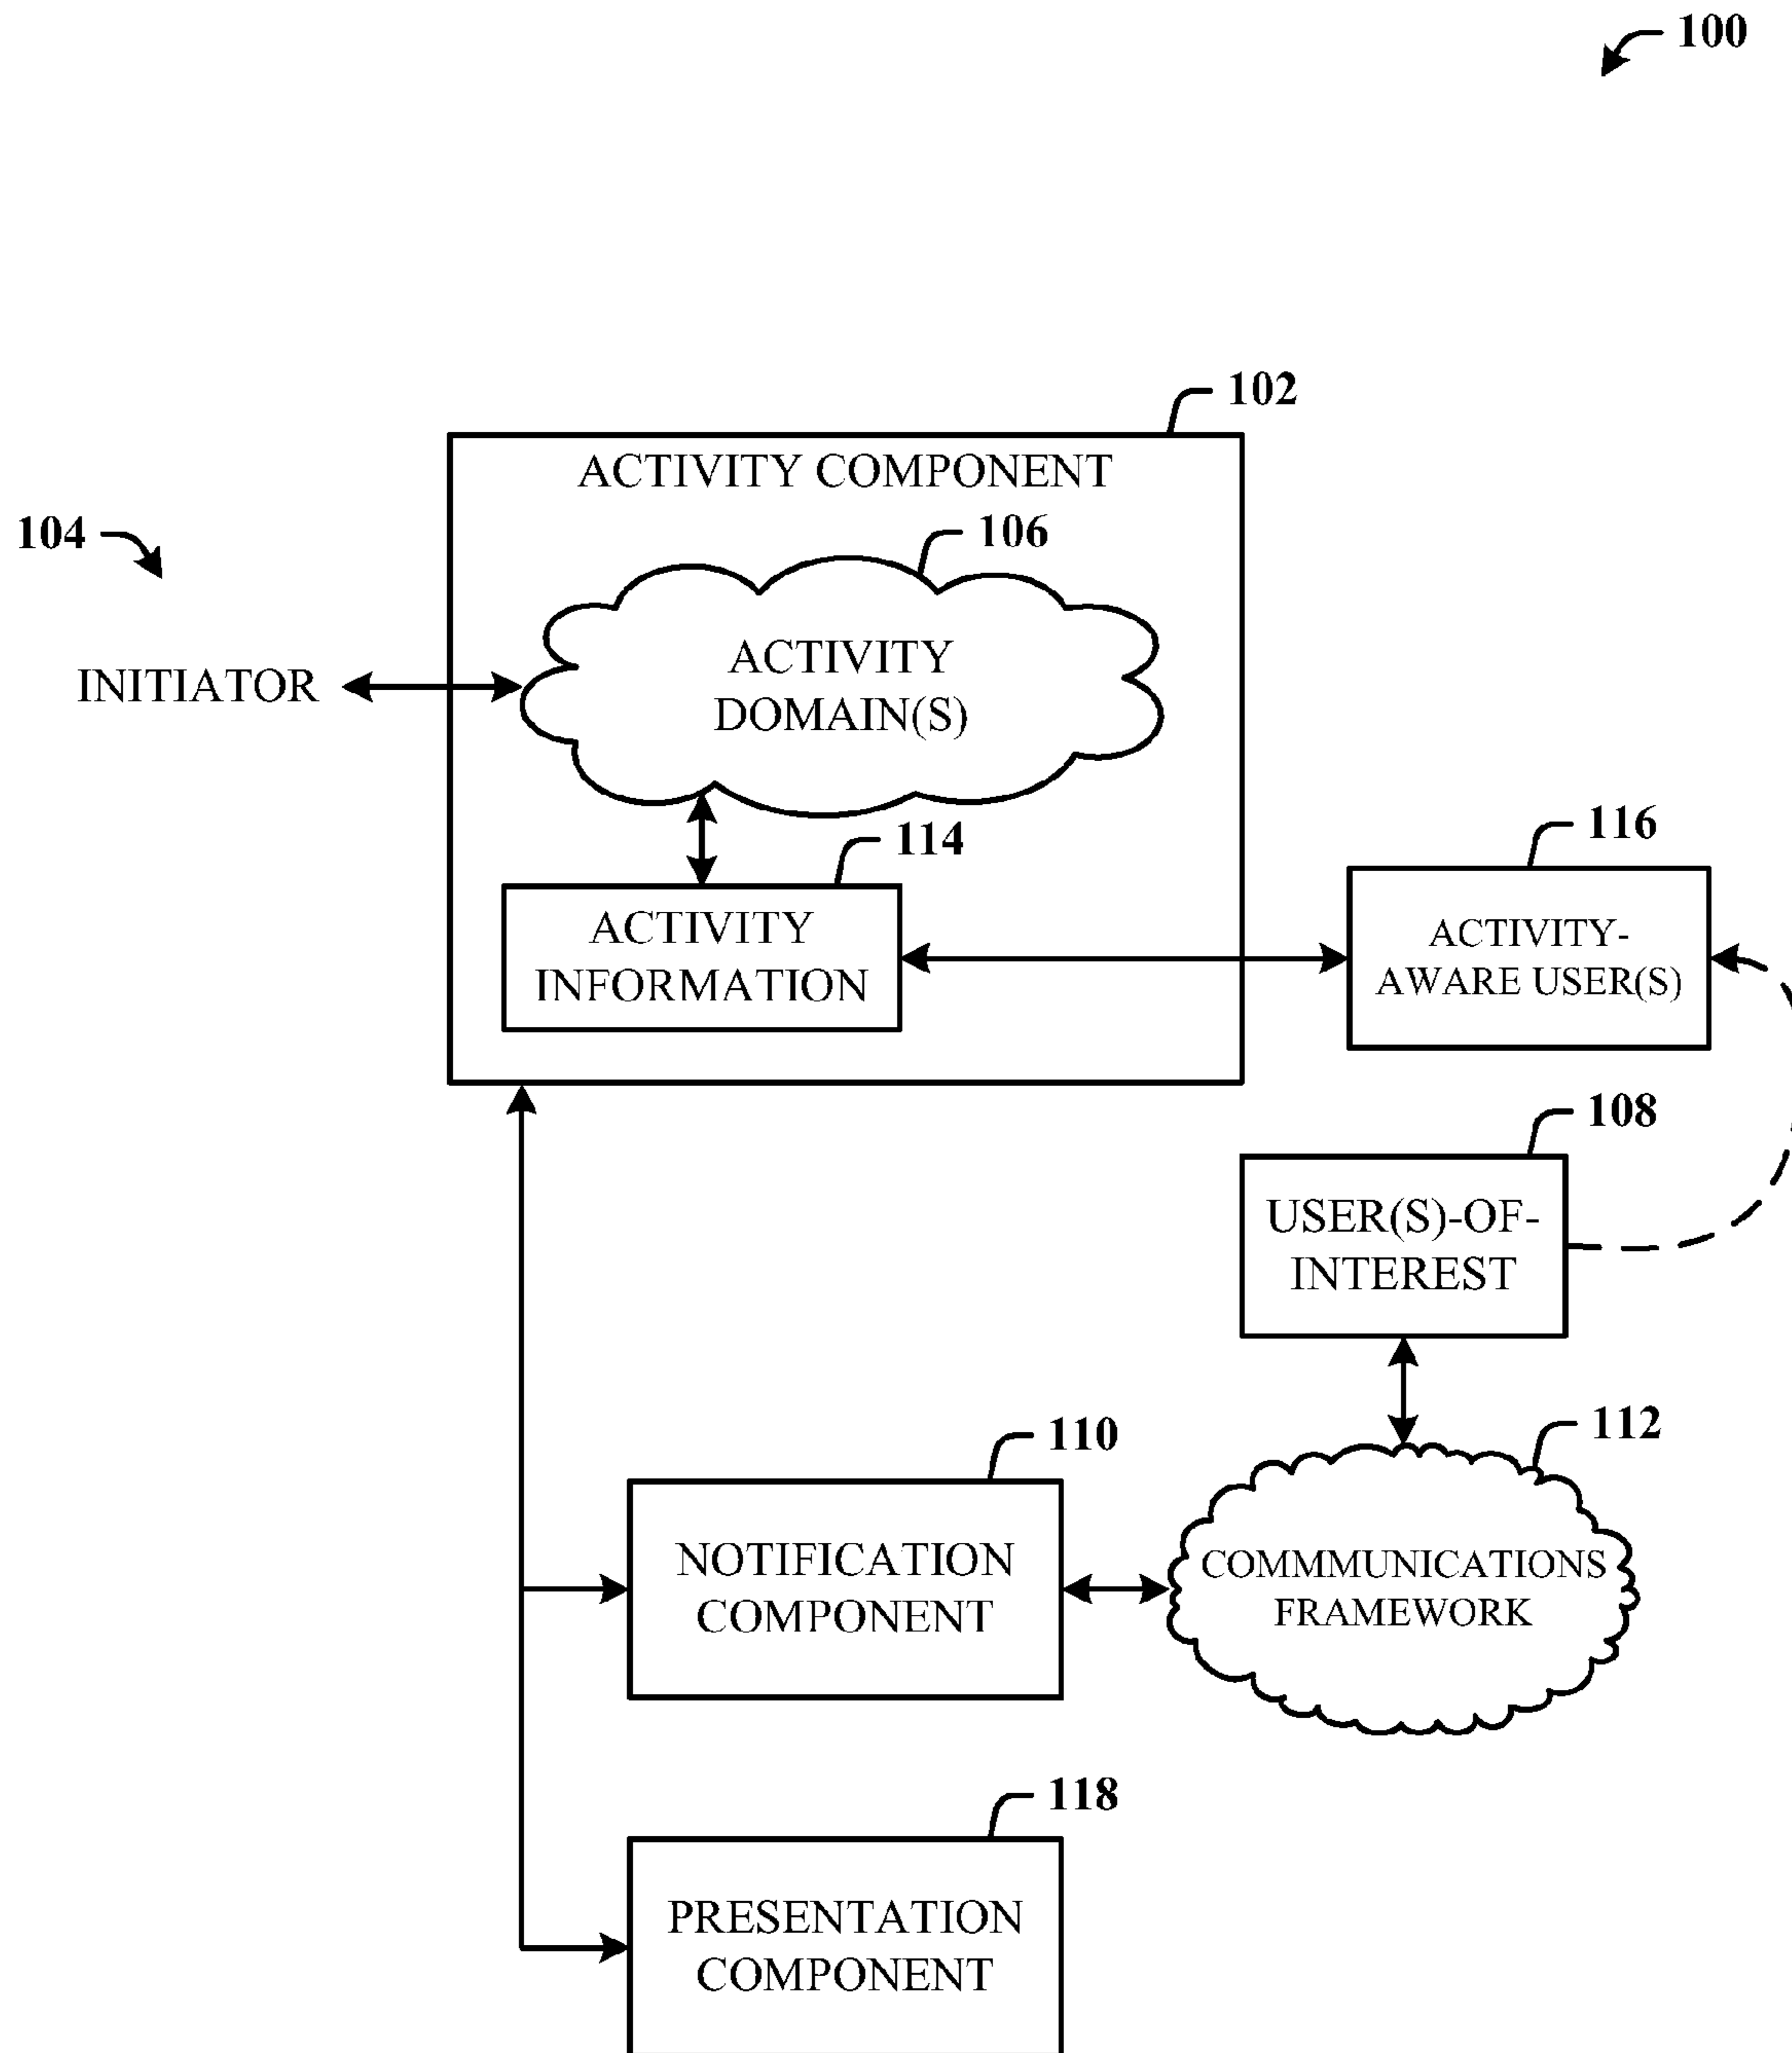 100
102
ACTIVITY COMPONENT
104
106
ACTIVITY
DOMAIN(S)
INITIATOR
114
116
ACTIVITY
INFORMATION
ACTIVITY-
AWARE USER(S)
108
USER(S)-OF-
INTEREST
110
112
NOTIFICATION
COMPONENT
COMMMUNICATIONS
FRAMEWORK
118
PRESENTATION
COMPONENT